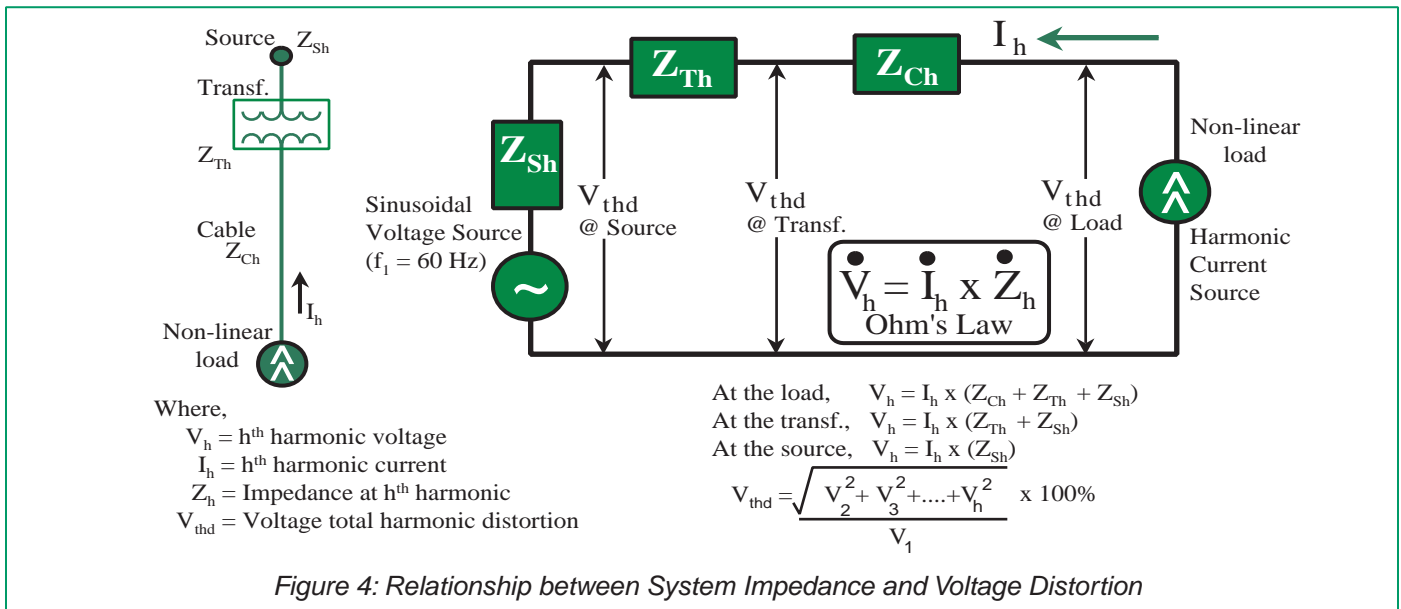 Source Z_Sh
Transf.
Z_Th
Cable
Z_Ch
I_h
Non-linear
load
Where,
V_h = h^th harmonic voltage
I_h = h^th harmonic current
Z_h = Impedance at h^th harmonic
V_thd = Voltage total harmonic distortion
I_h
Z_Th
Z_Ch
Z_Sh
Sinusoidal
Voltage Source
(f_1 = 60 Hz)
~
V_thd
@ Source
V_thd
@ Transf.
V_thd
@ Load
Non-linear
load
Harmonic
Current
Source
V̇_h = İ_h x Ż_h
Ohm's Law
At the load, V_h = I_h x (Z_Ch + Z_Th + Z_Sh)
At the transf., V_h = I_h x (Z_Th + Z_Sh)
At the source, V_h = I_h x (Z_Sh)
V_thd = √(V_2^2 + V_3^2 +....+ V_h^2) x 100%
V_1
Figure 4: Relationship between System Impedance and Voltage Distortion